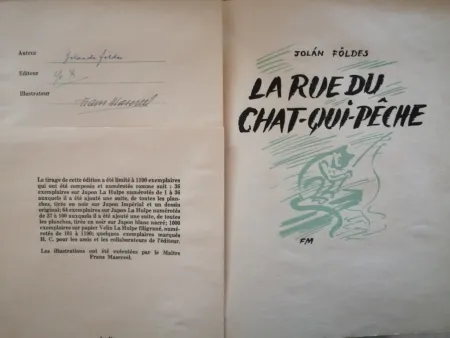 Auteur Jolande Földes
Editeur
Illustrateur Frans Masereel
Le tirage de cette édition a été limité à 1100 exemplaires
qui ont été composés et numérotés comme suit : 36
exemplaires sur Japon La Hulpe numérotés de 1 à 36
auxquels il a été ajouté une suite, de toutes les plan-
ches, tirés en noir sur Japon Impérial et un dessin
original; 64 exemplaires sur Japon La Hulpe numérotés
de 37 à 100 auxquels il a été ajouté une suite, de toutes
les planches, tirés en noir sur Japon blanc nacré; 1000
exemplaires sur papier Velin La Hulpe filigrané, numé-
rotés de 101 à 1100; quelques exemplaires marqués
H. C. pour les amis et les collaborateurs de l'éditeur.
Les illustrations ont été exécutées par le Maître
Frans Masereel.
JOLÁN FÖLDES
LA RUE DU
CHAT-QUI-PÊCHE
FM